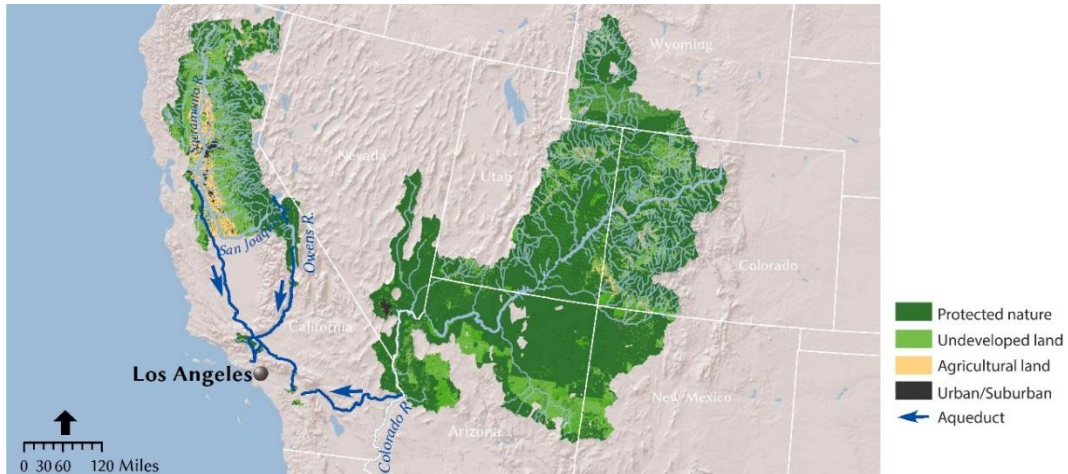 Wyoming
Sacramento R.
Nevada
Utah
San Joaqu
Owens R.
Colorado
California
Los Angeles
Colorado R
Arizona
New Mexico
0 30 60 120 Miles
Protected nature
Undeveloped land
Agricultural land
Urban/Suburban
Aqueduct